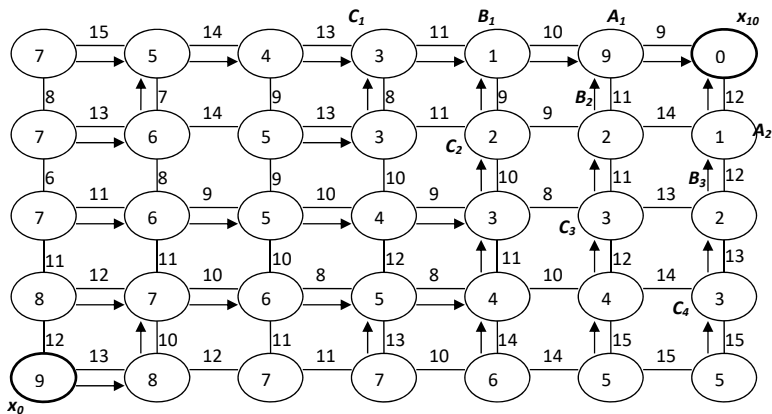 C₁ B₁ A₁ x₁₀
15 14 13 11 10 9
7 5 4 3 1 9 0
8 7 9 8 9 B₂ 11 12
13 14 13 11 9 14
7 6 5 3 C₂ 2 2 1 A₂
6 8 9 10 10 11 B₃ 12
11 9 10 9 8 13
7 6 5 4 3 C₃ 3 2
11 11 10 12 11 12 13
12 10 8 8 10 14
8 7 6 5 4 4 C₄ 3
12 10 11 13 14 15 15
13 12 11 10 14 15
9 8 7 7 6 5 5
x₀